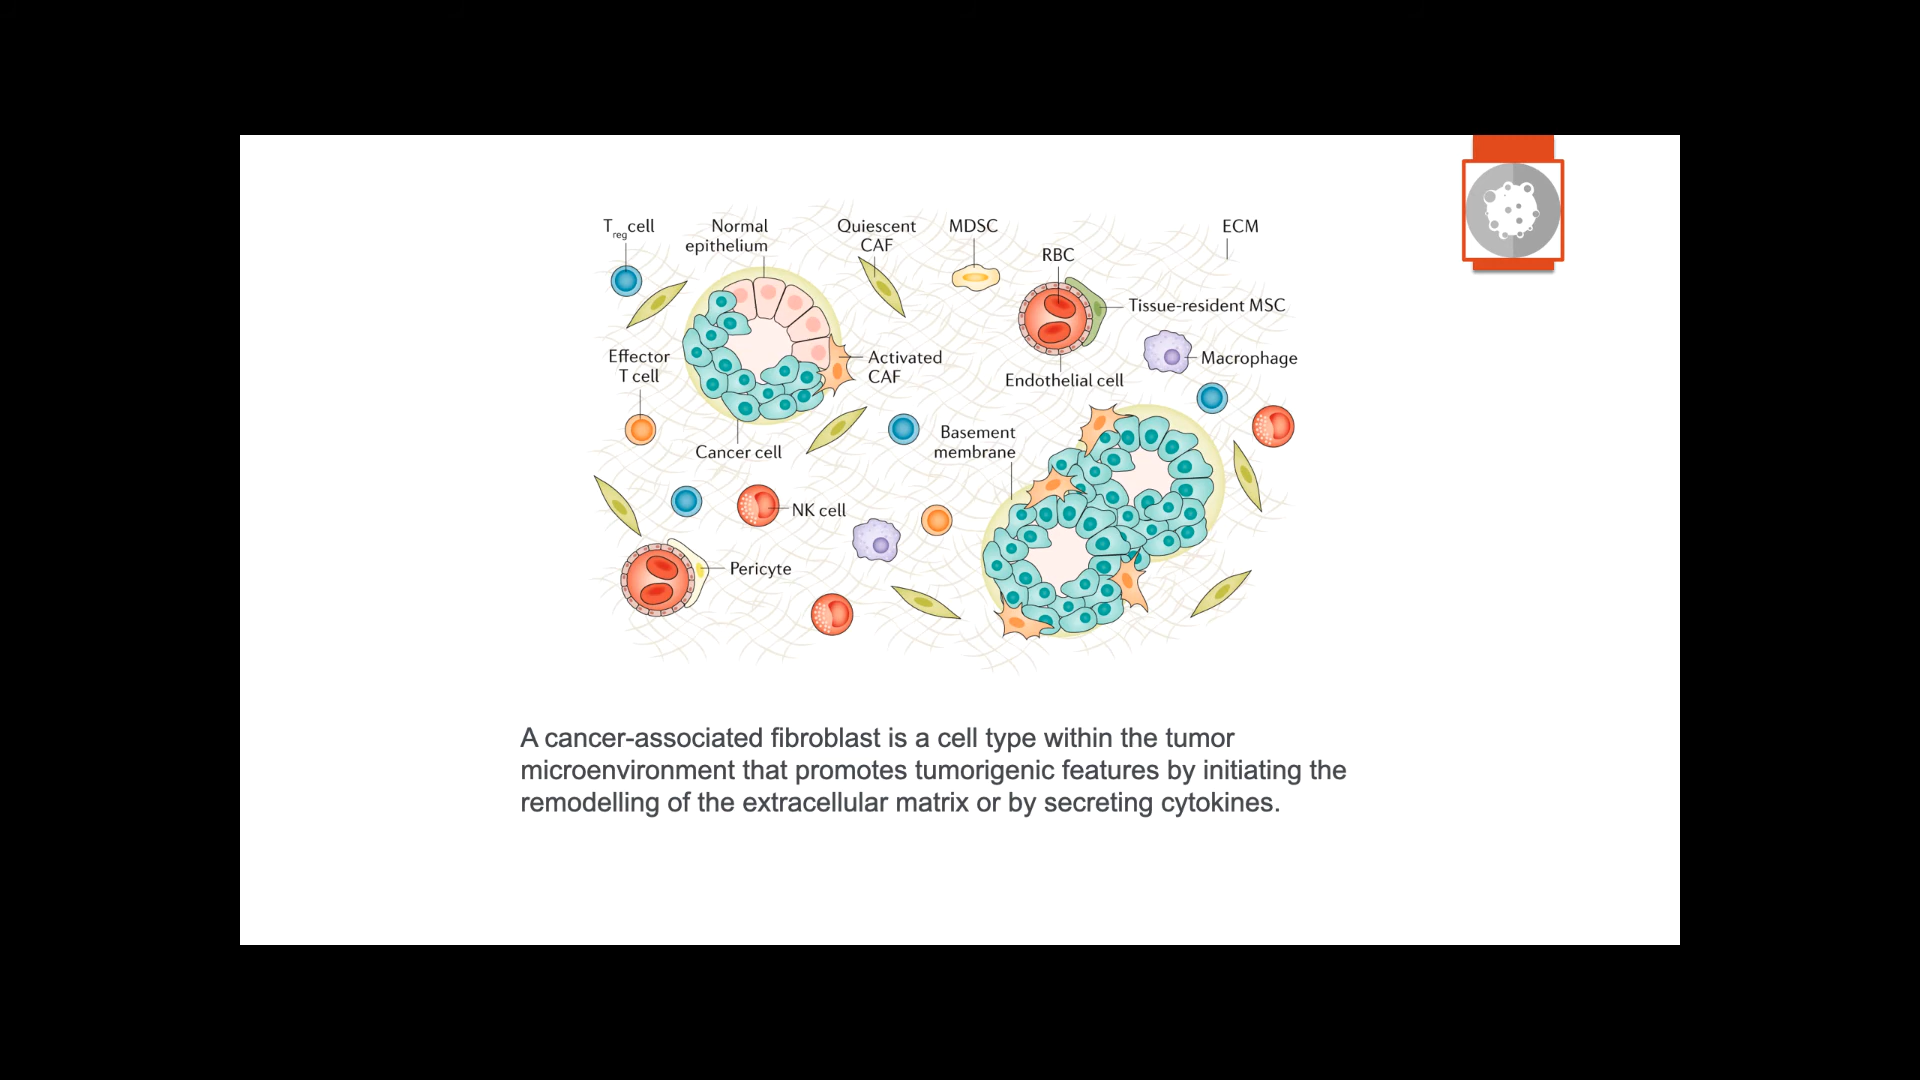 Treg cell
Normal
epithelium
Quiescent
CAF
MDSC
RBC
ECM
Tissue-resident MSC
Effector
T cell
Activated
CAF
Macrophage
Endothelial cell
Cancer cell
Basement
membrane
NK cell
Pericyte
A cancer-associated fibroblast is a cell type within the tumor
microenvironment that promotes tumorigenic features by initiating the
remodelling of the extracellular matrix or by secreting cytokines.